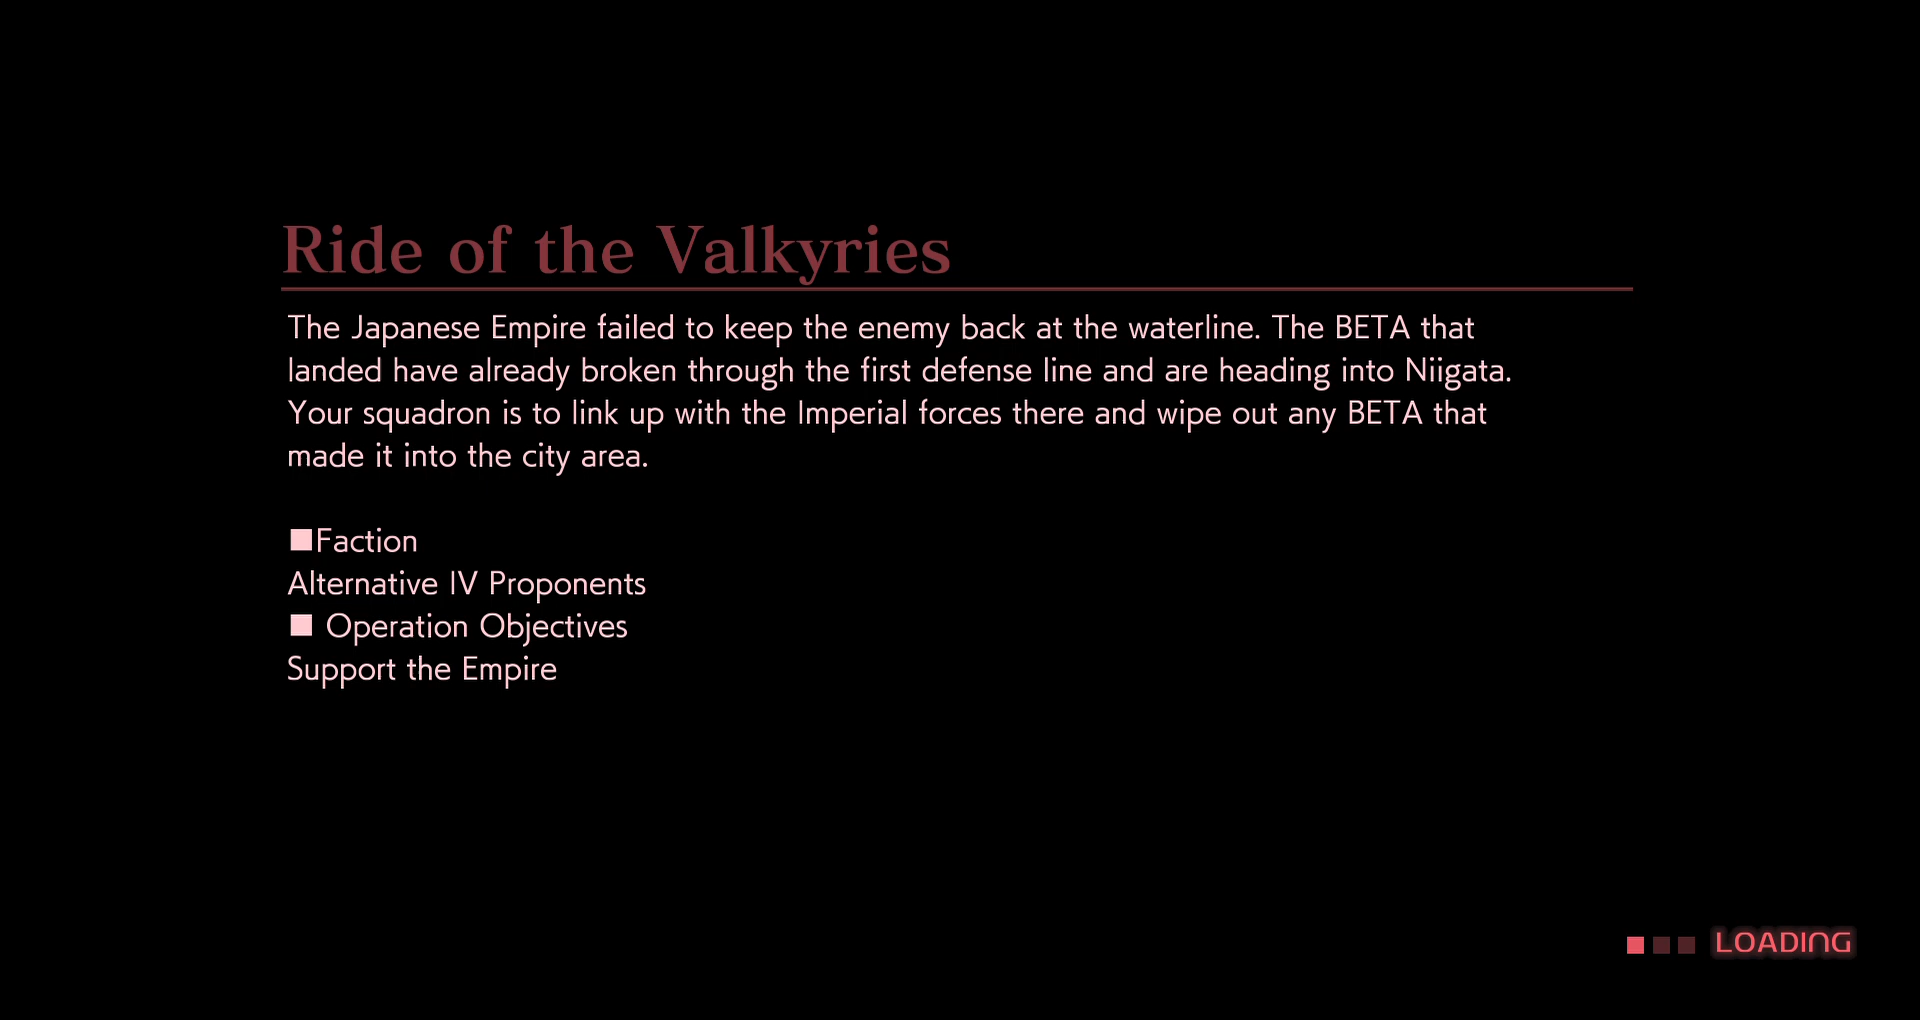 Ride of the Valkyries
The Japanese Empire failed to keep the enemy back at the waterline. The BETA that
landed have already broken through the first defense line and are heading into Niigata.
Your squadron is to link up with the Imperial forces there and wipe out any BETA that
made it into the city area.
■Faction
Alternative IV Proponents
■ Operation Objectives
Support the Empire
LOADING